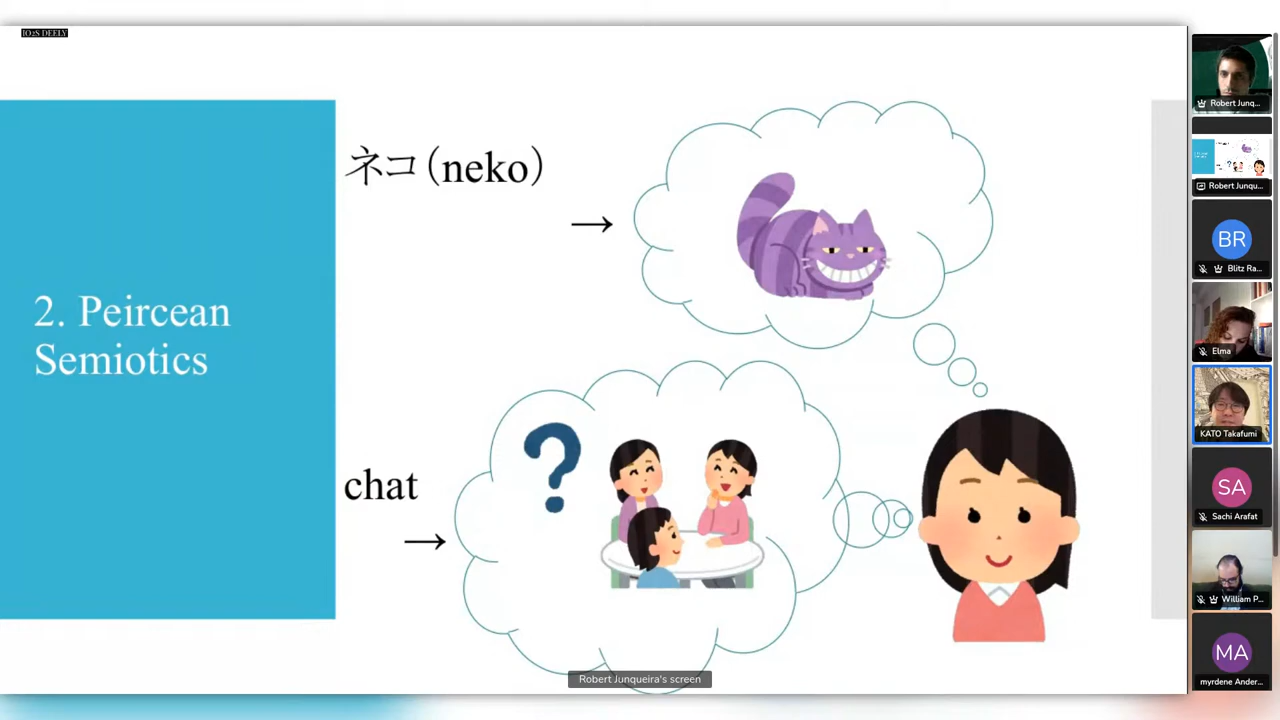 IO2S DEELY
ネコ(neko)
→
2. Peircean
Semiotics
?
chat
→
Robert Junqueira's screen
Robert Junq...
Robert Junqu...
BR
Blitz Ra...
Elma
KATO Takafumi
SA
Sachi Arafat
William P...
MA
myrdene Ander...